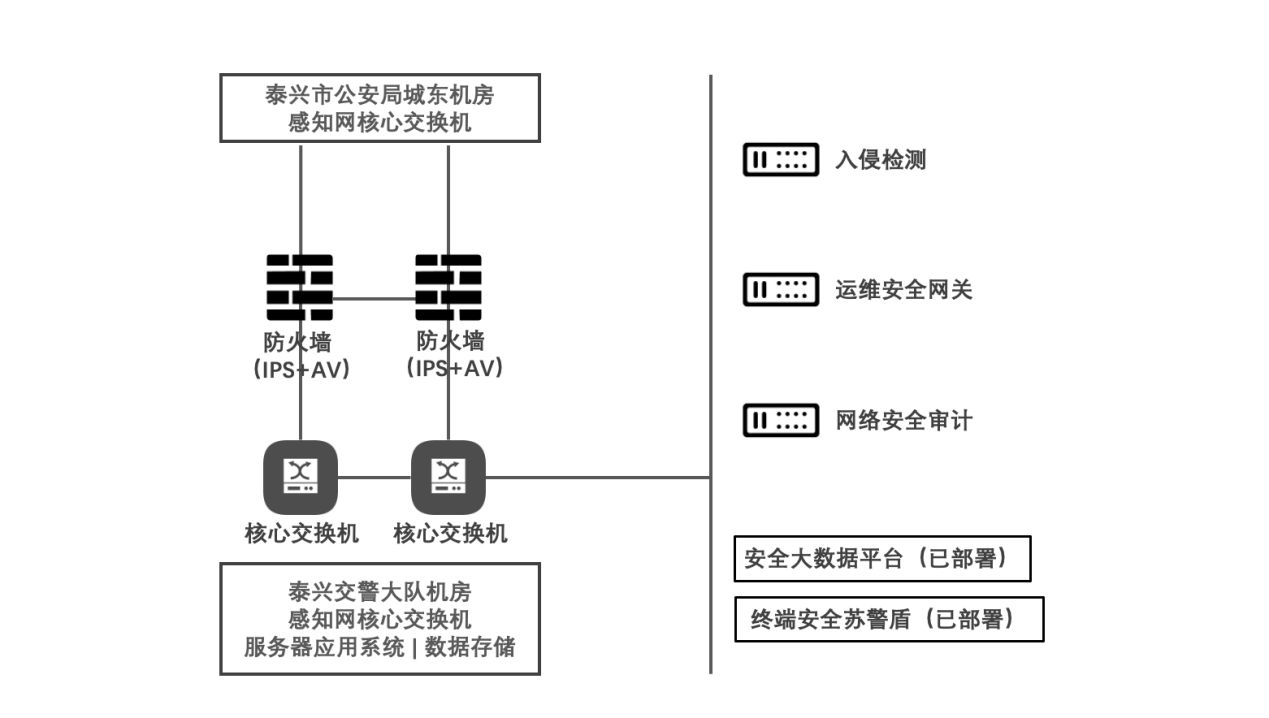 泰兴市公安局城东机房
感知网核心交换机
防火墙
(IPS+AV)
防火墙
(IPS+AV)
核心交换机
核心交换机
泰兴交警大队机房
感知网核心交换机
服务器应用系统 | 数据存储
入侵检测
运维安全网关
网络安全审计
安全大数据平台（已部署）
终端安全苏警盾（已部署）